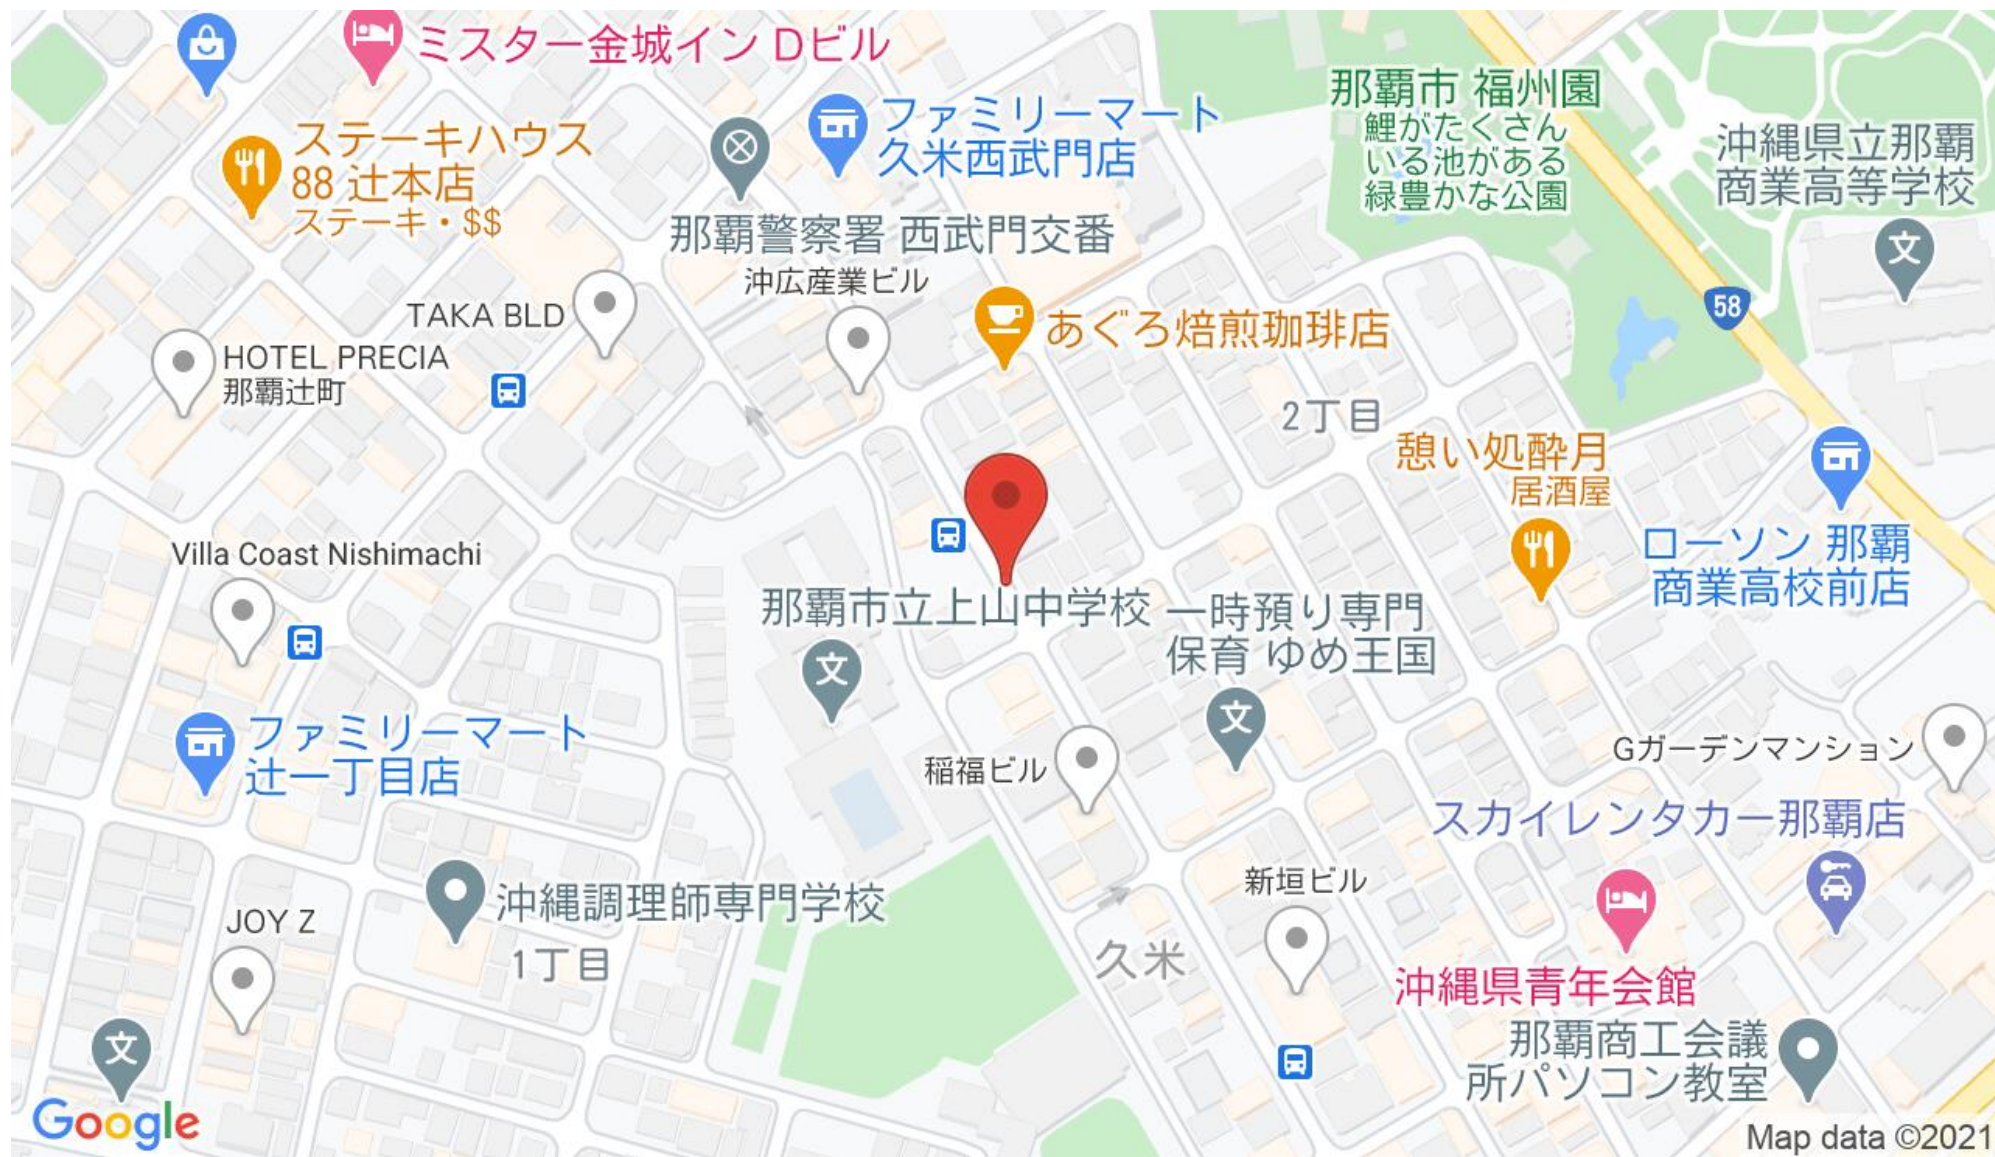 ミスター金城イン Dビル
ステーキハウス
88 辻本店
ステーキ・$$
ファミリーマート
久米西武門店
那覇市 福州園
鯉がたくさん
いる池がある
緑豊かな公園
沖縄県立那覇
商業高等学校
文
那覇警察署 西武門交番
沖広産業ビル
TAKA BLD
あぐろ焙煎珈琲店
58
HOTEL PRECIA
那覇辻町
2丁目
憩い処酔月
居酒屋
ローソン 那覇
商業高校前店
Villa Coast Nishimachi
那覇市立上山中学校
文
一時預り専門
保育 ゆめ王国
文
ファミリーマート
辻一丁目店
稲福ビル
Gガーデンマンション
スカイレンタカー那覇店
新垣ビル
沖縄調理師専門学校
JOY Z
1丁目
久米
沖縄県青年会館
那覇商工会議
所パソコン教室
文
Google
Map data ©2021